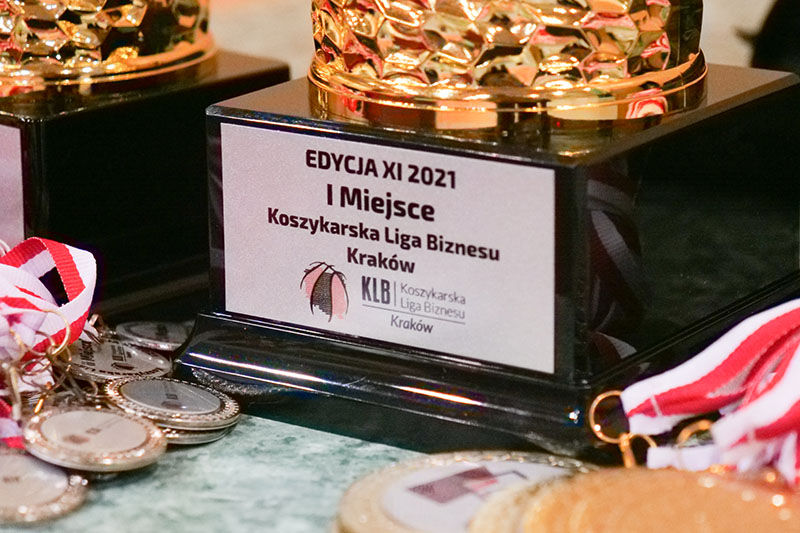 EDYCJA XI 2021
I Miejsce
Koszykarska Liga Biznesu
Kraków
KLB
Koszykarska
Liga Biznesu
Kraków